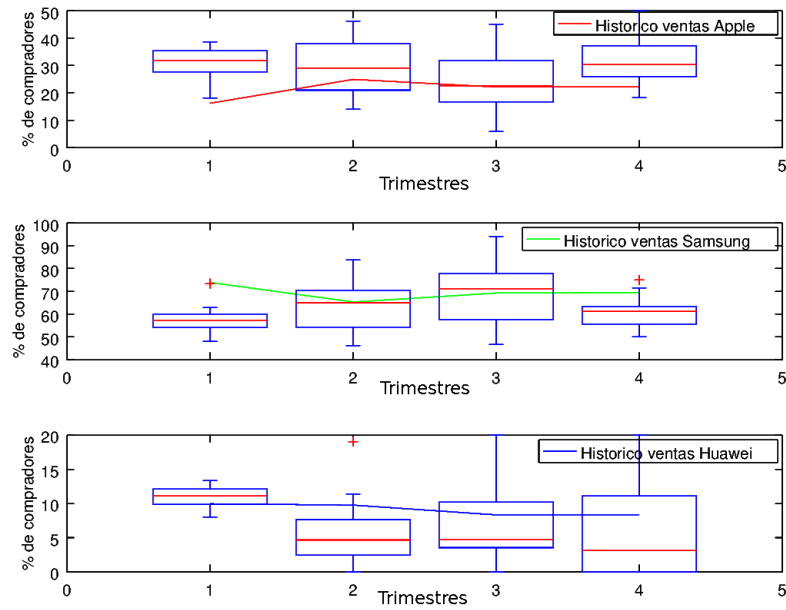 50
40
30
20
10
0
% de compradores
Historico ventas Apple
0 1 2 3 4 5
Trimestres
100
90
80
70
60
50
40
% de compradores
Historico ventas Samsung
0 1 2 3 4 5
Trimestres
20
15
10
5
0
% de compradores
Historico ventas Huawei
0 1 2 3 4 5
Trimestres